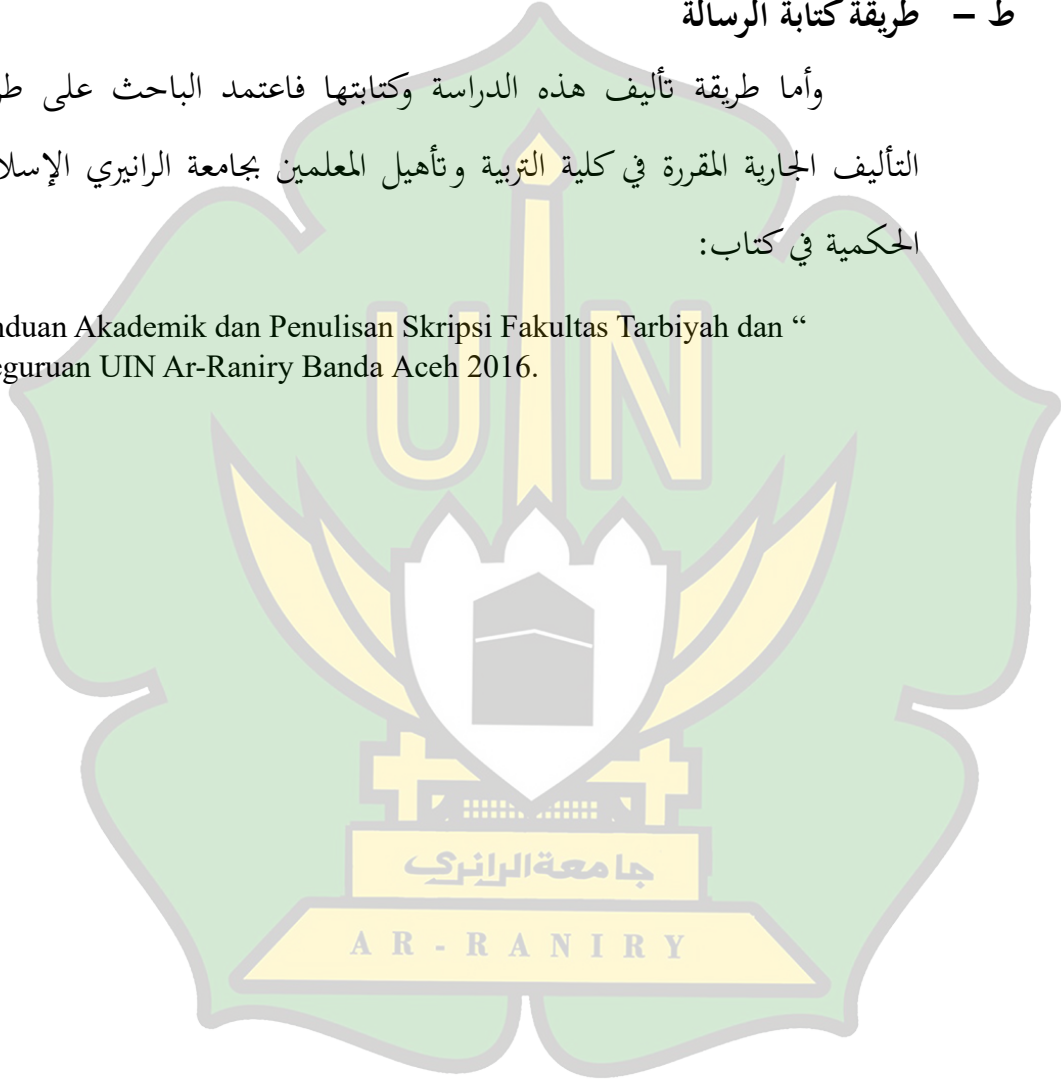 ط – طريقة كتابة الرسالة
وأما طريقة تأليف هذه الدراسة وكتابتها فاعتمد الباحث على
التأليف الجارية المقررة في كلية التربية وتأهيل المعلمين بجامعة الرانيري
الحكمية في كتاب:
Akademik dan Penulisan Skripsi Fakultas Tarbiyah dan “
UIN Ar-Raniry Banda Aceh 2016.
UIN
جامعة الرانري
AR-RANIRY